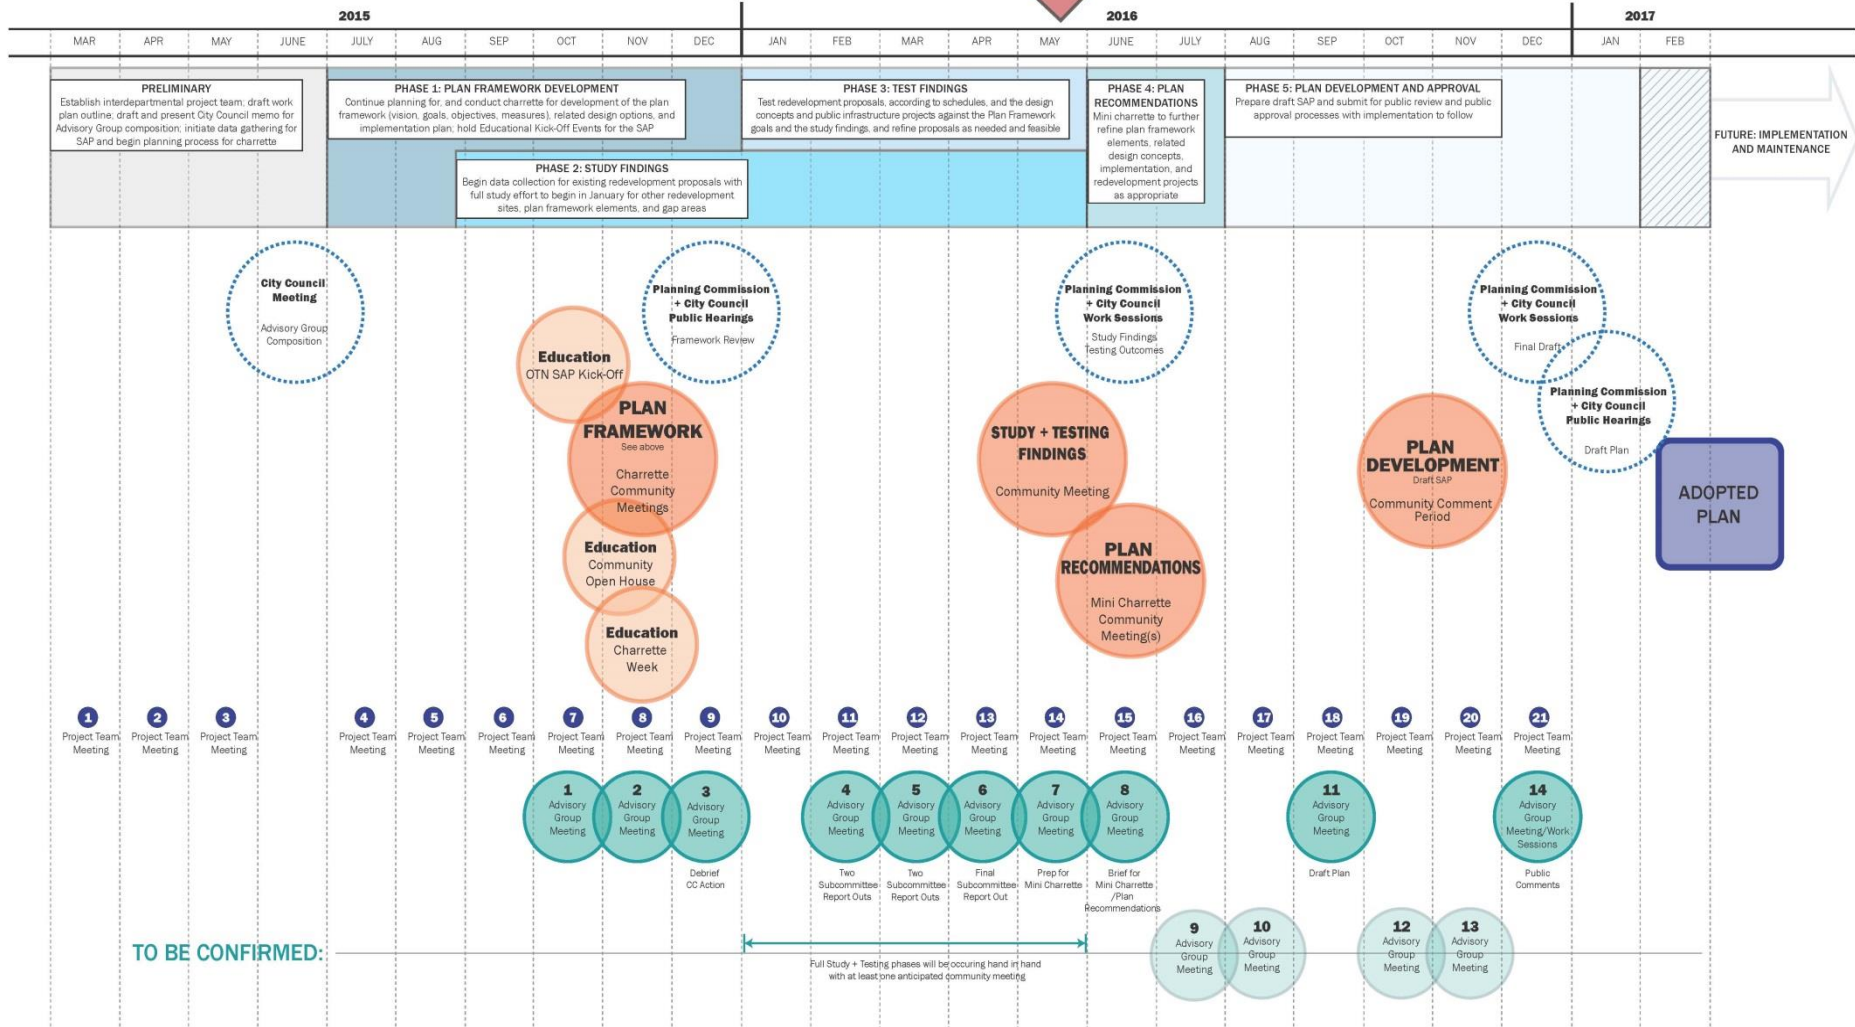 2015
2016
2017
MAR
APR
MAY
JUNE
JULY
AUG
SEP
OCT
NOV
DEC
JAN
FEB
MAR
APR
MAY
JUNE
JULY
AUG
SEP
OCT
NOV
DEC
JAN
FEB
PRELIMINARY
Establish interdepartmental project team; draft work
plan outline; draft and present City Council memo for
Advisory Group composition; initiate data gathering for
SAP and begin planning process for charrette
PHASE 1: PLAN FRAMEWORK DEVELOPMENT
Continue planning for, and conduct charrette for development of the plan
framework (vision, goals, objectives, measures), related design options, and
implementation plan; hold Educational Kick-Off Events for the SAP
PHASE 2: STUDY FINDINGS
Begin data collection for existing redevelopment proposals with
full study effort to begin in January for other redevelopment
sites, plan framework elements, and gap areas
PHASE 3: TEST FINDINGS
Test redevelopment proposals, according to schedules, and the design
concepts and public infrastructure projects against the Plan Framework
goals and the study findings, and refine proposals as needed and feasible
PHASE 4: PLAN
RECOMMENDATIONS
Mini charrette to further
refine plan framework
elements, related
design concepts,
implementation, and
redevelopment projects
as appropriate
PHASE 5: PLAN DEVELOPMENT AND APPROVAL
Prepare draft SAP and submit for public review and public
approval processes with implementation to follow
FUTURE: IMPLEMENTATION
AND MAINTENANCE
City Council
Meeting
Advisory Group
Composition
Planning Commission
+ City Council
Public Hearings
Framework Review
Planning Commission
+ City Council
Work Sessions
Study Findings
Testing Outcomes
Planning Commission
+ City Council
Work Sessions
Final Draft
Planning Commission
+ City Council
Public Hearings
Draft Plan
Education
OTN SAP Kick-Off
PLAN
FRAMEWORK
See above
Charrette
Community
Meetings
Education
Community
Open House
Education
Charrette
Week
STUDY + TESTING
FINDINGS
Community Meeting
PLAN
RECOMMENDATIONS
Mini Charrette
Community
Meeting(s)
PLAN
DEVELOPMENT
Draft SAP
Community Comment
Period
ADOPTED
PLAN
1
Project Team
Meeting
2
Project Team
Meeting
3
Project Team
Meeting
4
Project Team
Meeting
5
Project Team
Meeting
6
Project Team
Meeting
7
Project Team
Meeting
8
Project Team
Meeting
9
Project Team
Meeting
10
Project Team
Meeting
11
Project Team
Meeting
12
Project Team
Meeting
13
Project Team
Meeting
14
Project Team
Meeting
15
Project Team
Meeting
16
Project Team
Meeting
17
Project Team
Meeting
18
Project Team
Meeting
19
Project Team
Meeting
20
Project Team
Meeting
21
Project Team
Meeting
1
Advisory
Group
Meeting
2
Advisory
Group
Meeting
3
Advisory
Group
Meeting
Debrief
CC Action
4
Advisory
Group
Meeting
Two
Subcommittee
Report Outs
5
Advisory
Group
Meeting
Two
Subcommittee
Report Outs
6
Advisory
Group
Meeting
Final
Subcommittee
Report Out
7
Advisory
Group
Meeting
Prep for
Mini Charrette
8
Advisory
Group
Meeting
Brief for
Mini Charrette
/Plan
Recommendations
11
Advisory
Group
Meeting
Draft Plan
14
Advisory
Group
Meeting/Work
Sessions
Public
Comments
TO BE CONFIRMED:
Full Study + Testing phases will be occuring hand in hand
with at least one anticipated community meeting
9
Advisory
Group
Meeting
10
Advisory
Group
Meeting
12
Advisory
Group
Meeting
13
Advisory
Group
Meeting